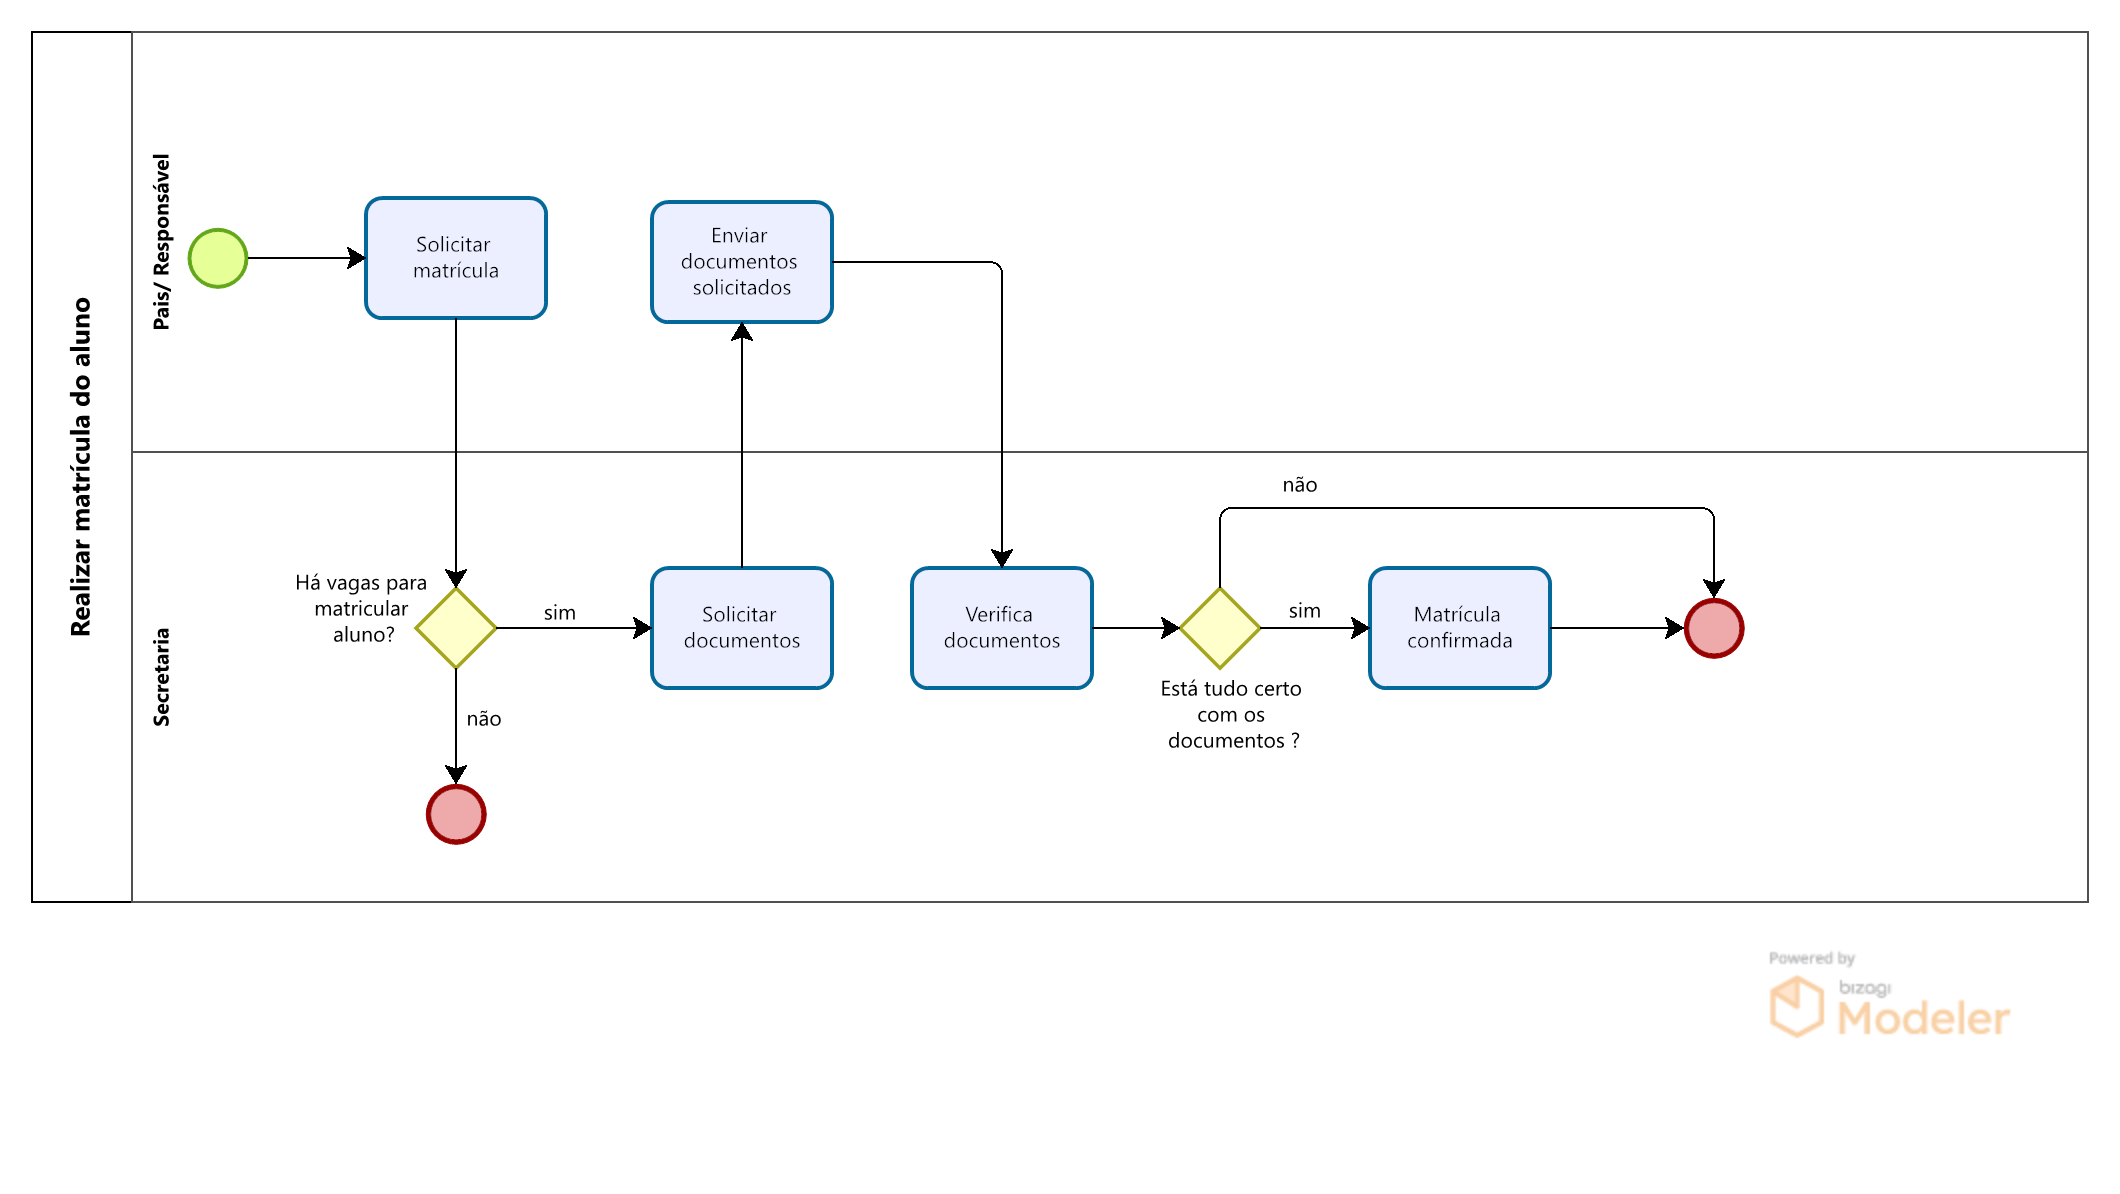 Realizar matrícula do aluno
Pais/ Responsável
Solicitar
matrícula
Enviar
documentos
solicitados
Secretaria
Há vagas para
matricular
aluno?
sim
não
Solicitar
documentos
Verifica
documentos
não
sim
Está tudo certo
com os
documentos ?
Matrícula
confirmada
Powered by
bizagi
Modeler